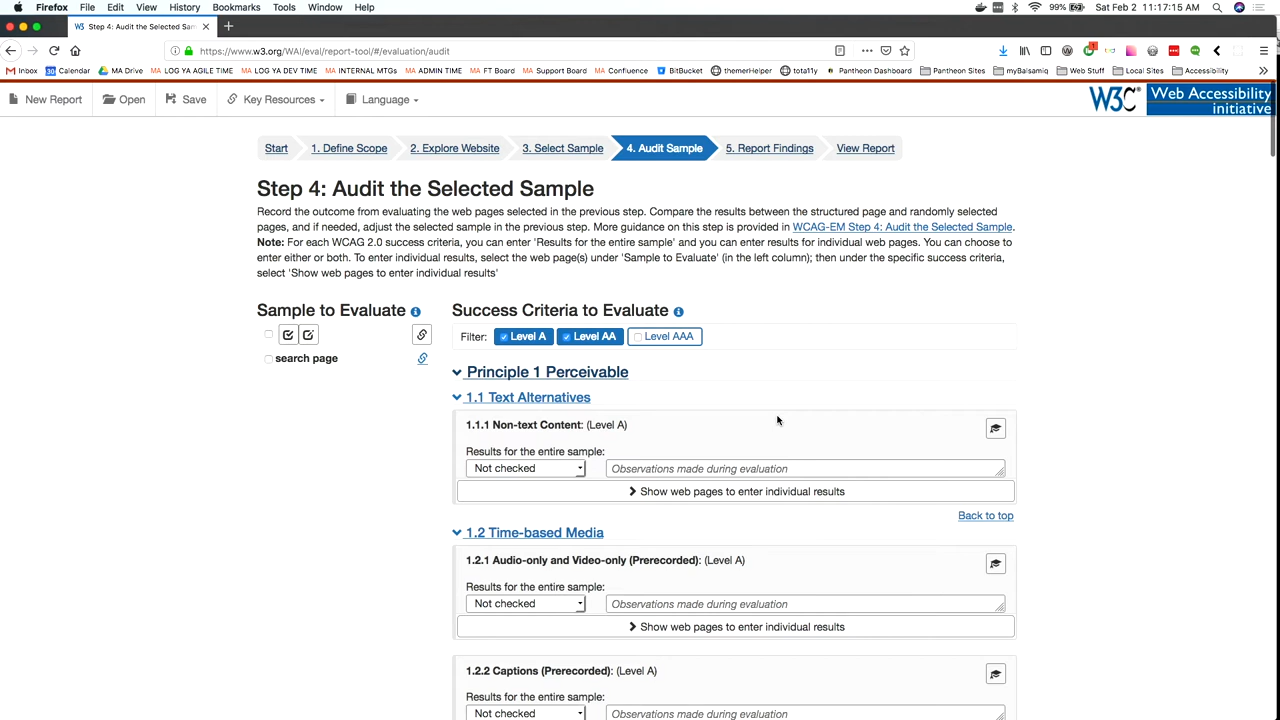 Firefox File Edit View History Bookmarks Tools Window Help 99% Sat Feb 2 11:17:15 AM
W3C Step 4: Audit the Selected Sam
https://www.w3.org/WAI/eval/report-tool/#/evaluation/audit
Inbox Calendar MA Drive MA LOG YA AGILE TIME MA LOG YA DEV TIME MA INTERNAL MTGS MA ADMIN TIME MA FT Board MA Support Board MA Confluence BitBucket themerHelper tota11y Pantheon Dashboard Pantheon Sites myBalsamiq Web Stuff Local Sites Accessibility
New Report Open Save Key Resources Language
W3C® Web Accessibility initiative
Start 1. Define Scope 2. Explore Website 3. Select Sample 4. Audit Sample 5. Report Findings View Report
Step 4: Audit the Selected Sample
Record the outcome from evaluating the web pages selected in the previous step. Compare the results between the structured page and randomly selected
pages, and if needed, adjust the selected sample in the previous step. More guidance on this step is provided in WCAG-EM Step 4: Audit the Selected Sample.
Note: For each WCAG 2.0 success criteria, you can enter 'Results for the entire sample' and you can enter results for individual web pages. You can choose to
enter either or both. To enter individual results, select the web page(s) under 'Sample to Evaluate' (in the left column); then under the specific success criteria,
select 'Show web pages to enter individual results'
Sample to Evaluate
search page
Success Criteria to Evaluate
Filter: Level A Level AA Level AAA
Principle 1 Perceivable
1.1 Text Alternatives
1.1.1 Non-text Content: (Level A)
Results for the entire sample:
Not checked Observations made during evaluation
Show web pages to enter individual results
Back to top
1.2 Time-based Media
1.2.1 Audio-only and Video-only (Prerecorded): (Level A)
Results for the entire sample:
Not checked Observations made during evaluation
Show web pages to enter individual results
1.2.2 Captions (Prerecorded): (Level A)
Results for the entire sample:
Not checked Observations made during evaluation